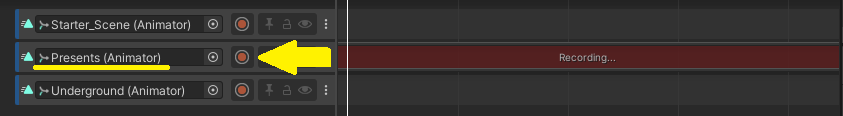 Starter_Scene (Animator)
Presents (Animator)
Recording...
Underground (Animator)